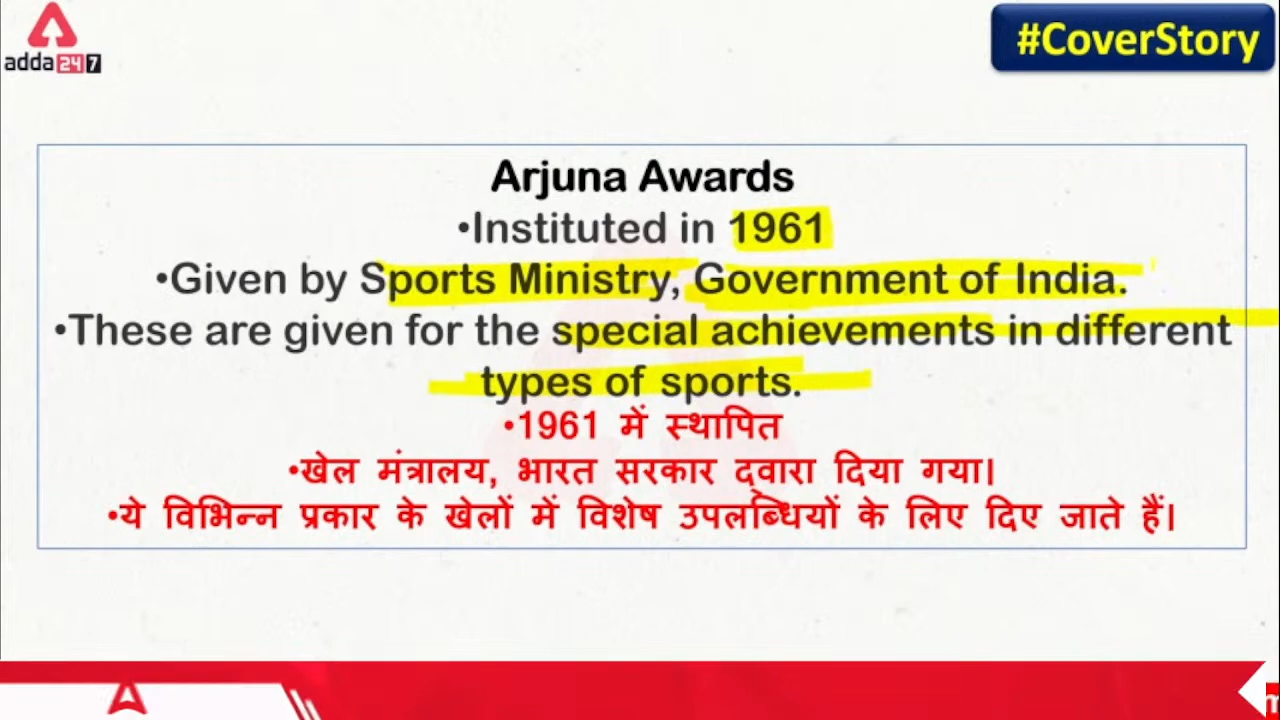 adda247
#CoverStory
Arjuna Awards
•Instituted in 1961
•Given by Sports Ministry, Government of India.
•These are given for the special achievements in different
types of sports.
•1961 में स्थापित
•खेल मंत्रालय, भारत सरकार द्वारा दिया गया।
•ये विभिन्न प्रकार के खेलों में विशेष उपलब्धियों के लिए दिए जाते हैं।